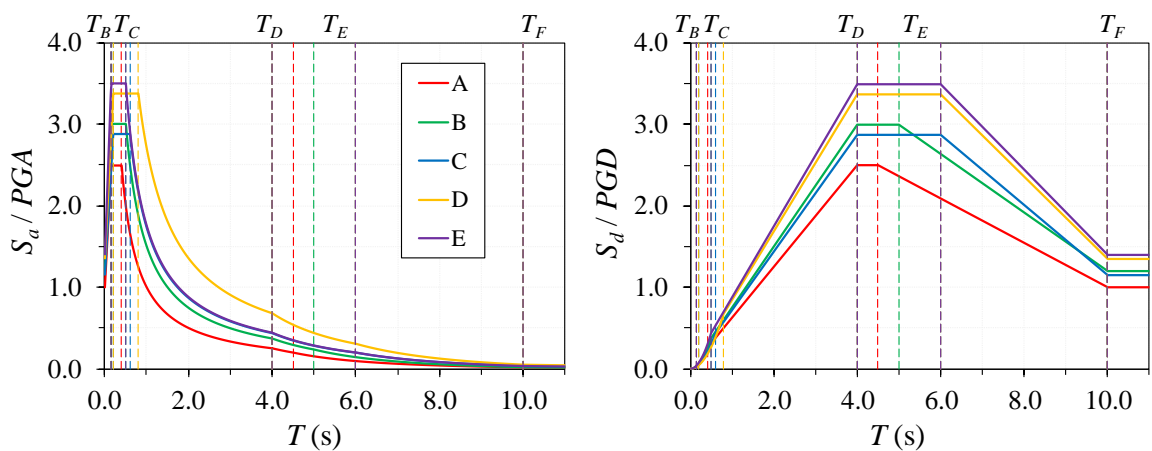 T_B T_C T_D T_E T_F
4.0
3.0
2.0
1.0
0.0
S_a / PGA
A
B
C
D
E
0.0 2.0 4.0 6.0 8.0 10.0
T (s)
T_B T_C T_D T_E T_F
4.0
3.0
2.0
1.0
0.0
S_d / PGD
0.0 2.0 4.0 6.0 8.0 10.0
T (s)